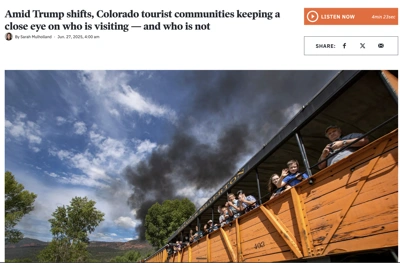 Amid Trump shifts, Colorado tourist communities keeping a
close eye on who is visiting — and who is not
By Sarah Mulholland · Jun. 27, 2025, 4:00 am
LISTEN NOW
4min 23sec
SHARE: